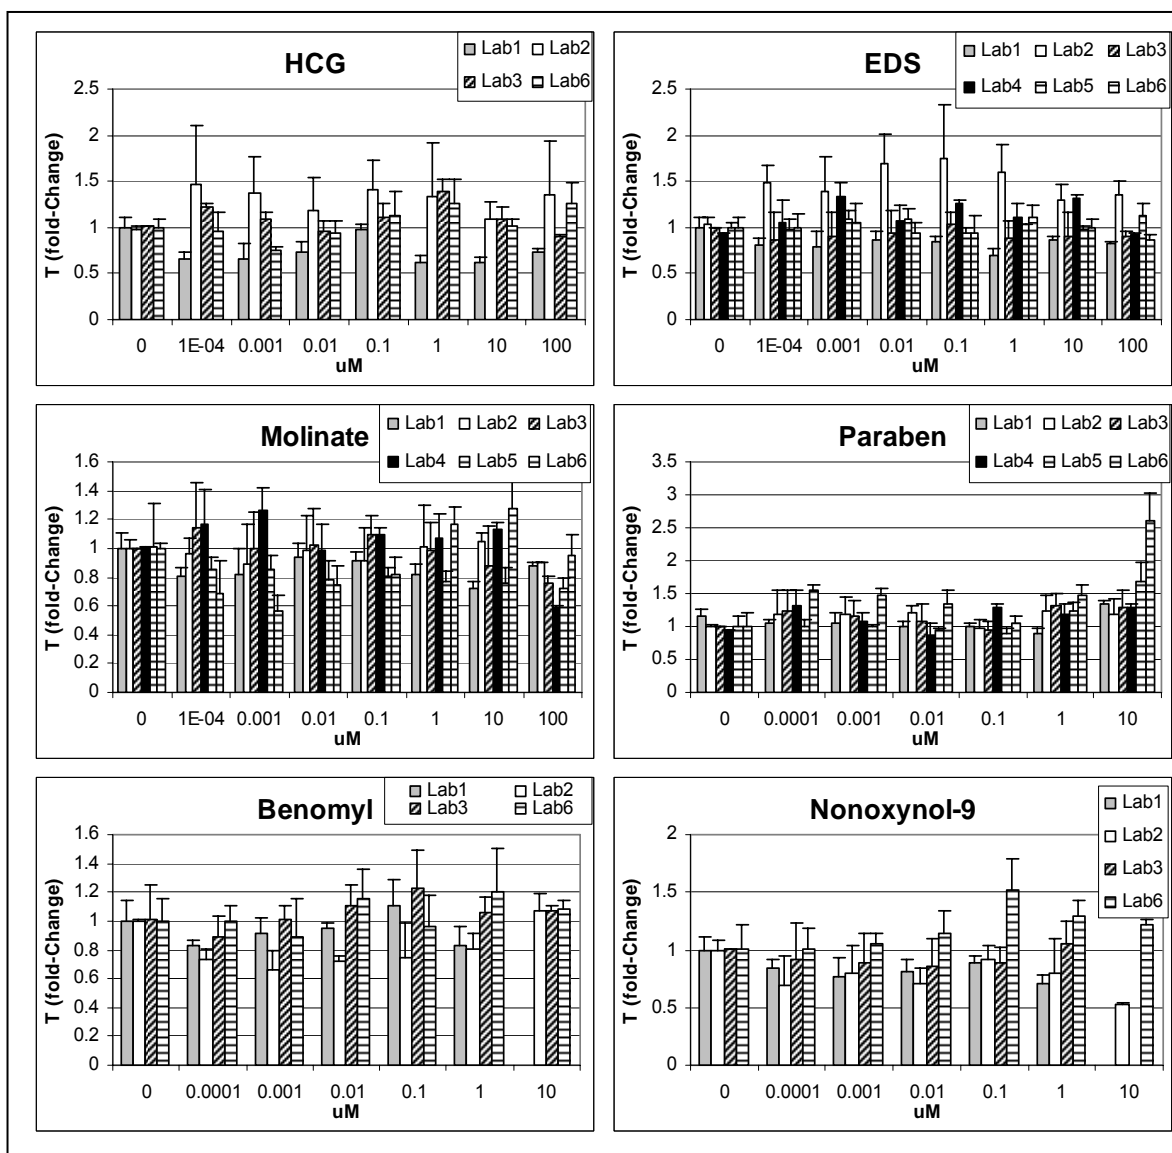 HCG
Lab1 Lab2
Lab3 Lab6
T (fold-Change)
2.5
2
1.5
1
0.5
0
0 1E-04 0.001 0.01 0.1 1 10 100
uM
EDS
Lab1 Lab2 Lab3
Lab4 Lab5 Lab6
T (fold-Change)
2.5
2
1.5
1
0.5
0
0 1E-04 0.001 0.01 0.1 1 10 100
uM
Molinate
Lab1 Lab2 Lab3
Lab4 Lab5 Lab6
T (fold-Change)
1.6
1.4
1.2
1
0.8
0.6
0.4
0.2
0
0 1E-04 0.001 0.01 0.1 1 10 100
uM
Paraben
Lab1 Lab2 Lab3
Lab4 Lab5 Lab6
T (fold-Change)
3.5
3
2.5
2
1.5
1
0.5
0
0 0.0001 0.001 0.01 0.1 1 10
uM
Benomyl
Lab1 Lab2
Lab3 Lab6
T (fold-Change)
1.6
1.4
1.2
1
0.8
0.6
0.4
0.2
0
0 0.0001 0.001 0.01 0.1 1 10
uM
Nonoxynol-9
Lab1
Lab2
Lab3
Lab6
T (fold-Change)
2
1.5
1
0.5
0
0 0.0001 0.001 0.01 0.1 1 10
uM